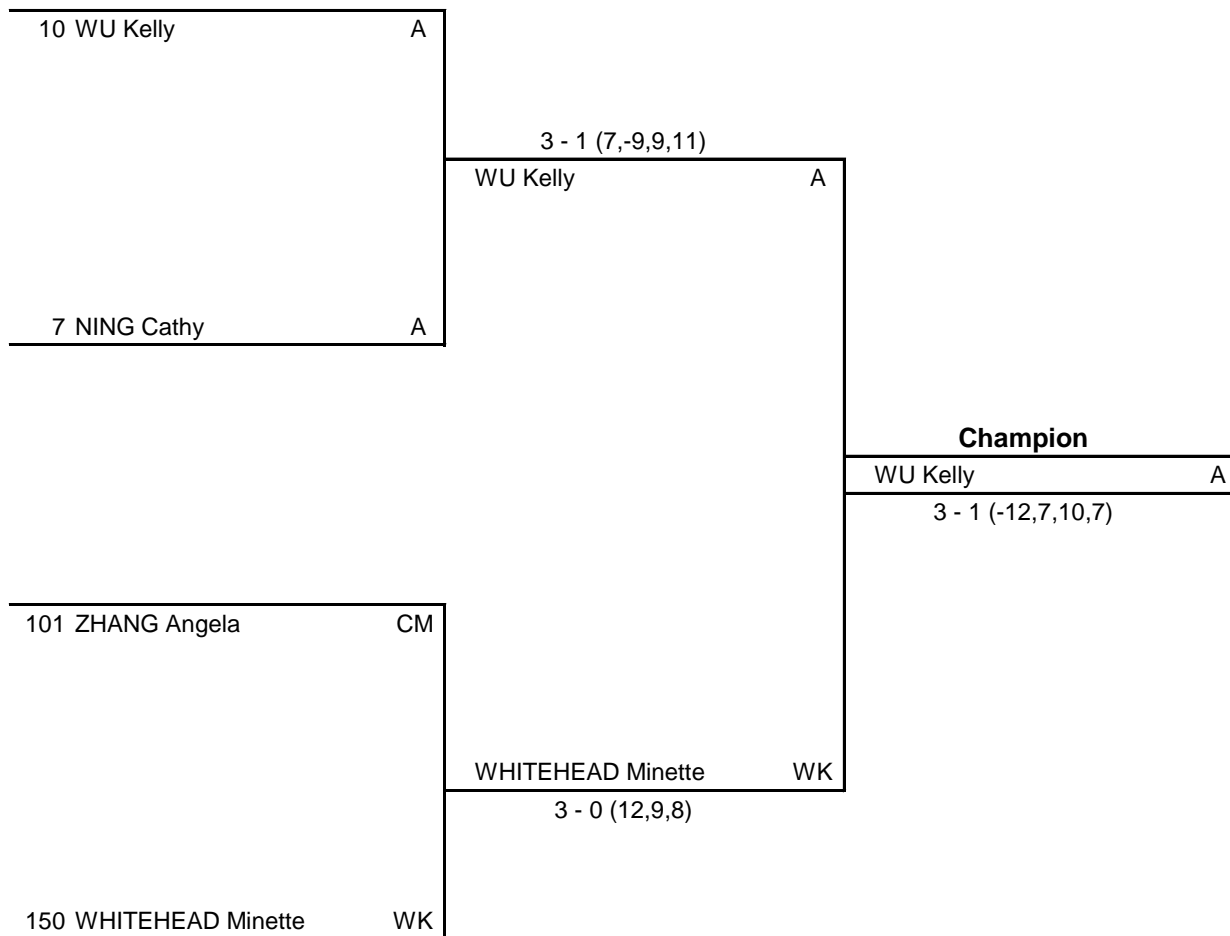 10 WU Kelly A
3 - 1 (7,-9,9,11)
WU Kelly A
7 NING Cathy A
Champion
WU Kelly A
3 - 1 (-12,7,10,7)
101 ZHANG Angela CM
WHITEHEAD Minette WK
3 - 0 (12,9,8)
150 WHITEHEAD Minette WK